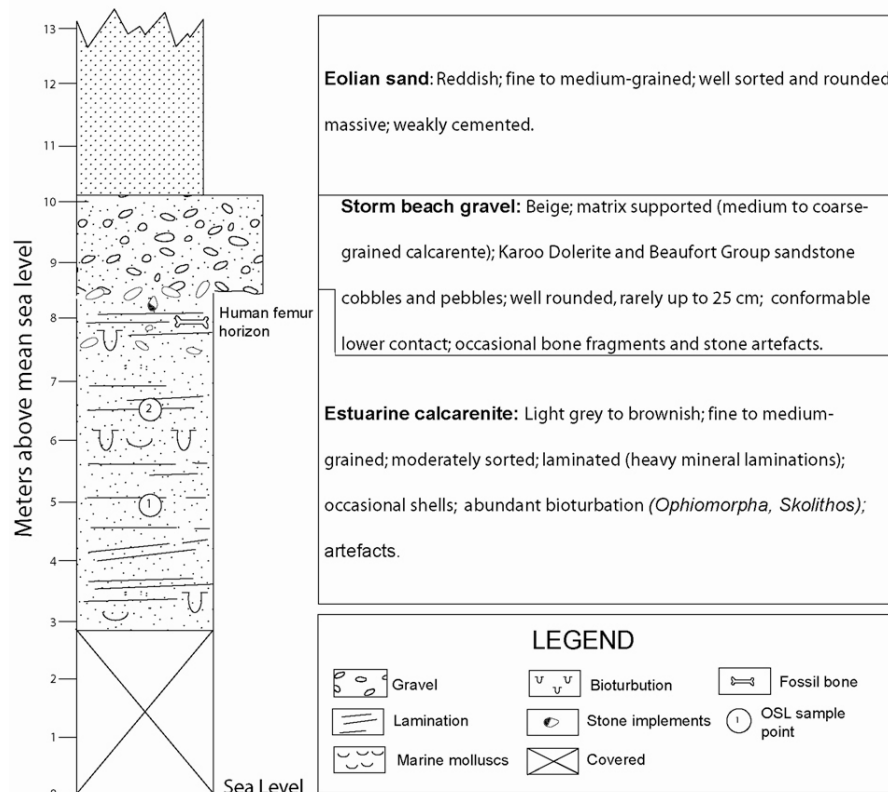 13
12
11
10
9
8
7
6
5
4
3
2
1
Meters above mean sea level
Human femur
horizon
2
1
Sea Level
Eolian sand: Reddish; fine to medium-grained; well sorted and rounded
massive; weakly cemented.
Storm beach gravel: Beige; matrix supported (medium to coarse-
grained calcarente); Karoo Dolerite and Beaufort Group sandstone
cobbles and pebbles; well rounded, rarely up to 25 cm; conformable
lower contact; occasional bone fragments and stone artefacts.
Estuarine calcarenite: Light grey to brownish; fine to medium-
grained; moderately sorted; laminated (heavy mineral laminations);
occasional shells; abundant bioturbation (Ophiomorpha, Skolithos);
artefacts.
LEGEND
Gravel
Bioturbution
Fossil bone
Lamination
Stone implements
1
OSL sample
point
Marine molluscs
Covered